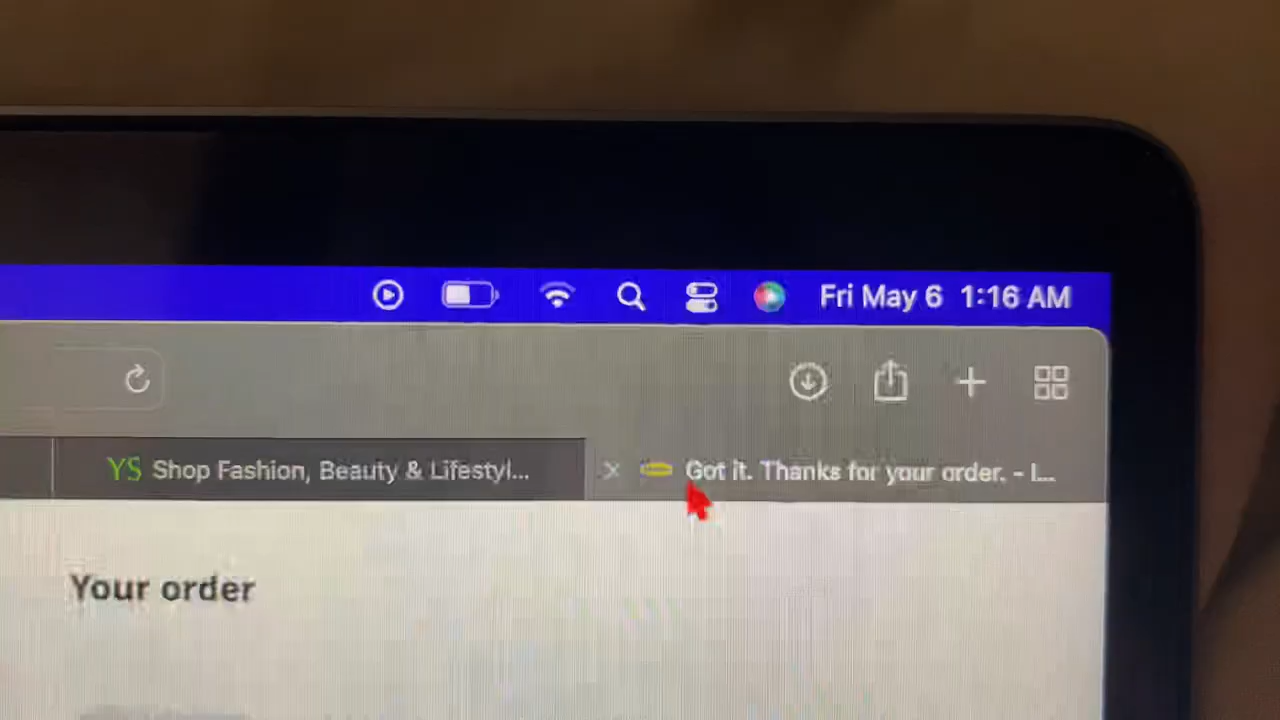 Fri May 6 1:16 AM
YS Shop Fashion, Beauty & Lifestyl...
Got it. Thanks for your order. - I...
Your order